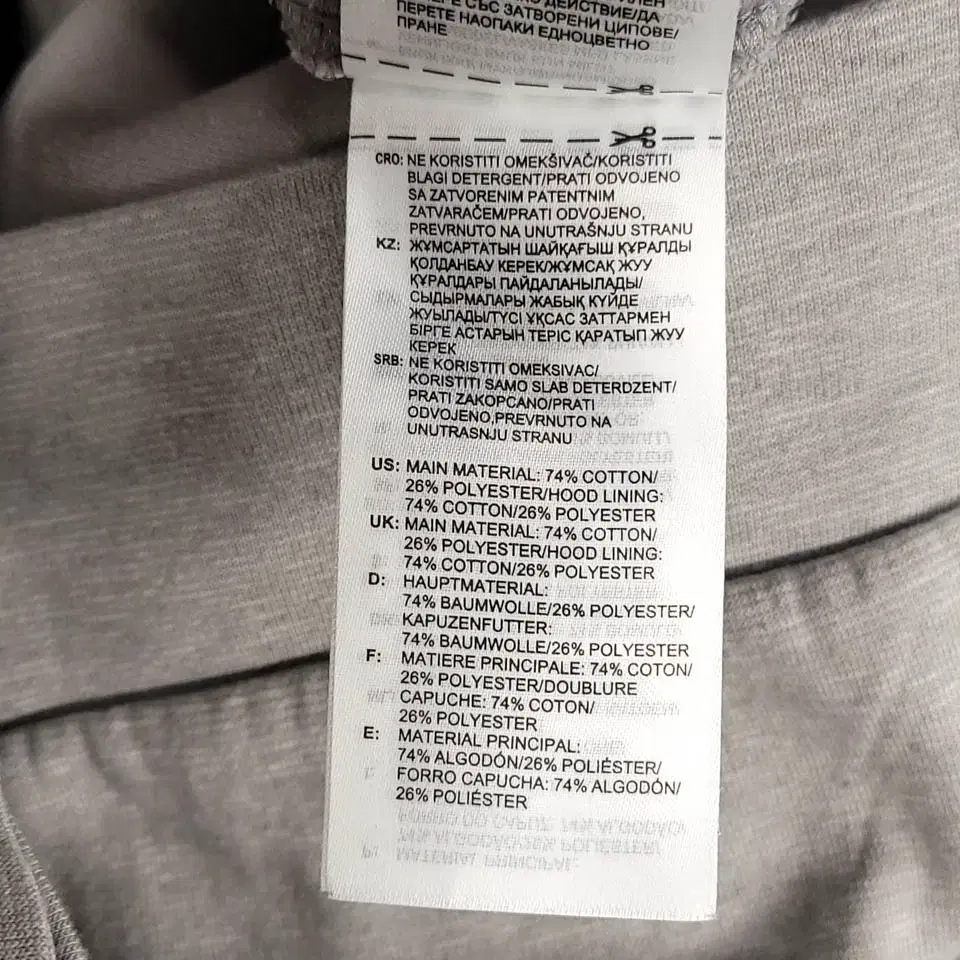 ПЕРЕТЕ СЪС ЗАТВОРЕНИ ЦИПОВЕ/
ПЕРЕТЕ НАОПАКИ ЕДНОЦВЕТНО
ПРАНЕ
CRO: NE KORISTITI OMEKŠIVAČ/KORISTITI
BLAGI DETERGENT/PRATI ODVOJENO
SA ZATVORENIM PATENTNIM
ZATVARAČEM/PRATI ODVOJENO,
PREVRNUTO NA UNUTRAŠNJU STRANU
KZ: ЖҰМСАРТАТЫН ШАЙҚАҒЫШ ҚҰРАЛДЫ
ҚОЛДАНБАУ КЕРЕК/ЖҰМСАҚ ЖУУ
ҚҰРАЛДАРЫ ПАЙДАЛАНЫЛАДЫ/
СЫДЫРМАЛАРЫ ЖАБЫҚ КҮЙДЕ
ЖУЫЛАДЫ/ТҮСІ ҰҚСАС ЗАТТАРМЕН
БІРГЕ АСТАРЫН ТЕРІС ҚАРАТЫП ЖУУ
КЕРЕК
SRB: NE KORISTITI OMEKSIVAC/
KORISTITI SAMO SLAB DETERDZENT/
PRATI ZAKOPCANO/PRATI
ODVOJENO,PREVRNUTO NA
UNUTRASNJU STRANU
US: MAIN MATERIAL: 74% COTTON/
26% POLYESTER/HOOD LINING:
74% COTTON/26% POLYESTER
UK: MAIN MATERIAL: 74% COTTON/
26% POLYESTER/HOOD LINING:
74% COTTON/26% POLYESTER
D: HAUPTMATERIAL:
74% BAUMWOLLE/26% POLYESTER/
KAPUZENFUTTER:
74% BAUMWOLLE/26% POLYESTER
F: MATIERE PRINCIPALE: 74% COTON/
26% POLYESTER/DOUBLURE
CAPUCHE: 74% COTON/
26% POLYESTER
E: MATERIAL PRINCIPAL:
74% ALGODÓN/26% POLIÉSTER/
FORRO CAPUCHA: 74% ALGODÓN/
26% POLIÉSTER